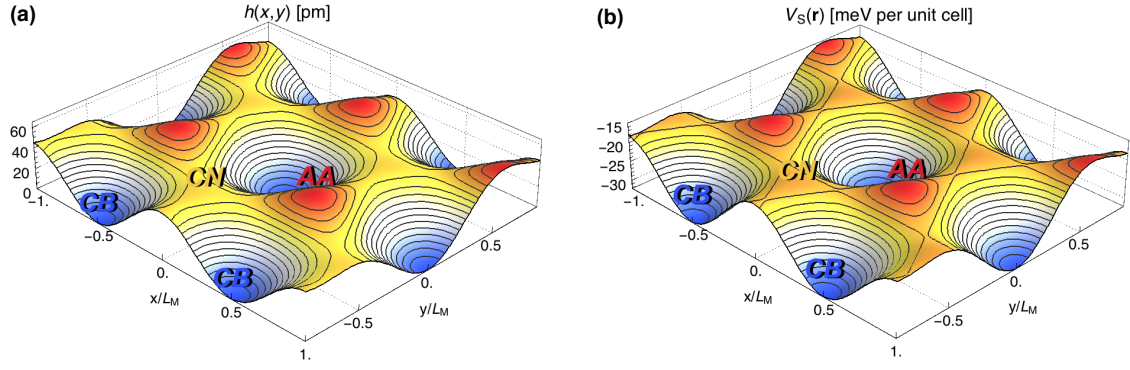 (a)
h(x,y) [pm]
60
40
20
0
-1.
-0.5
0.
0.5
1.
x/L_M
-0.5
0.
0.5
y/L_M
CB
CN
AA
CB
(b)
V_S(r) [meV per unit cell]
-15
-20
-25
-30
-1.
-0.5
0.
0.5
1.
x/L_M
-0.5
0.
0.5
y/L_M
CB
CN
AA
CB